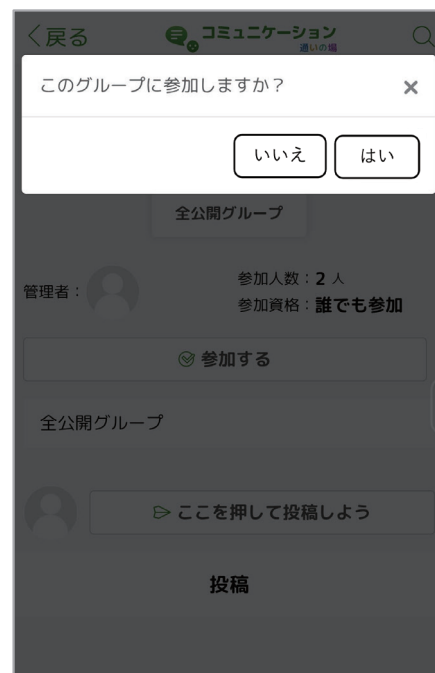 戻る
コミュニケーション
通いの場
このグループに参加しますか？
×
いいえ
はい
全公開グループ
管理者：
参加人数：2 人
参加資格：誰でも参加
参加する
全公開グループ
ここを押して投稿しよう
投稿